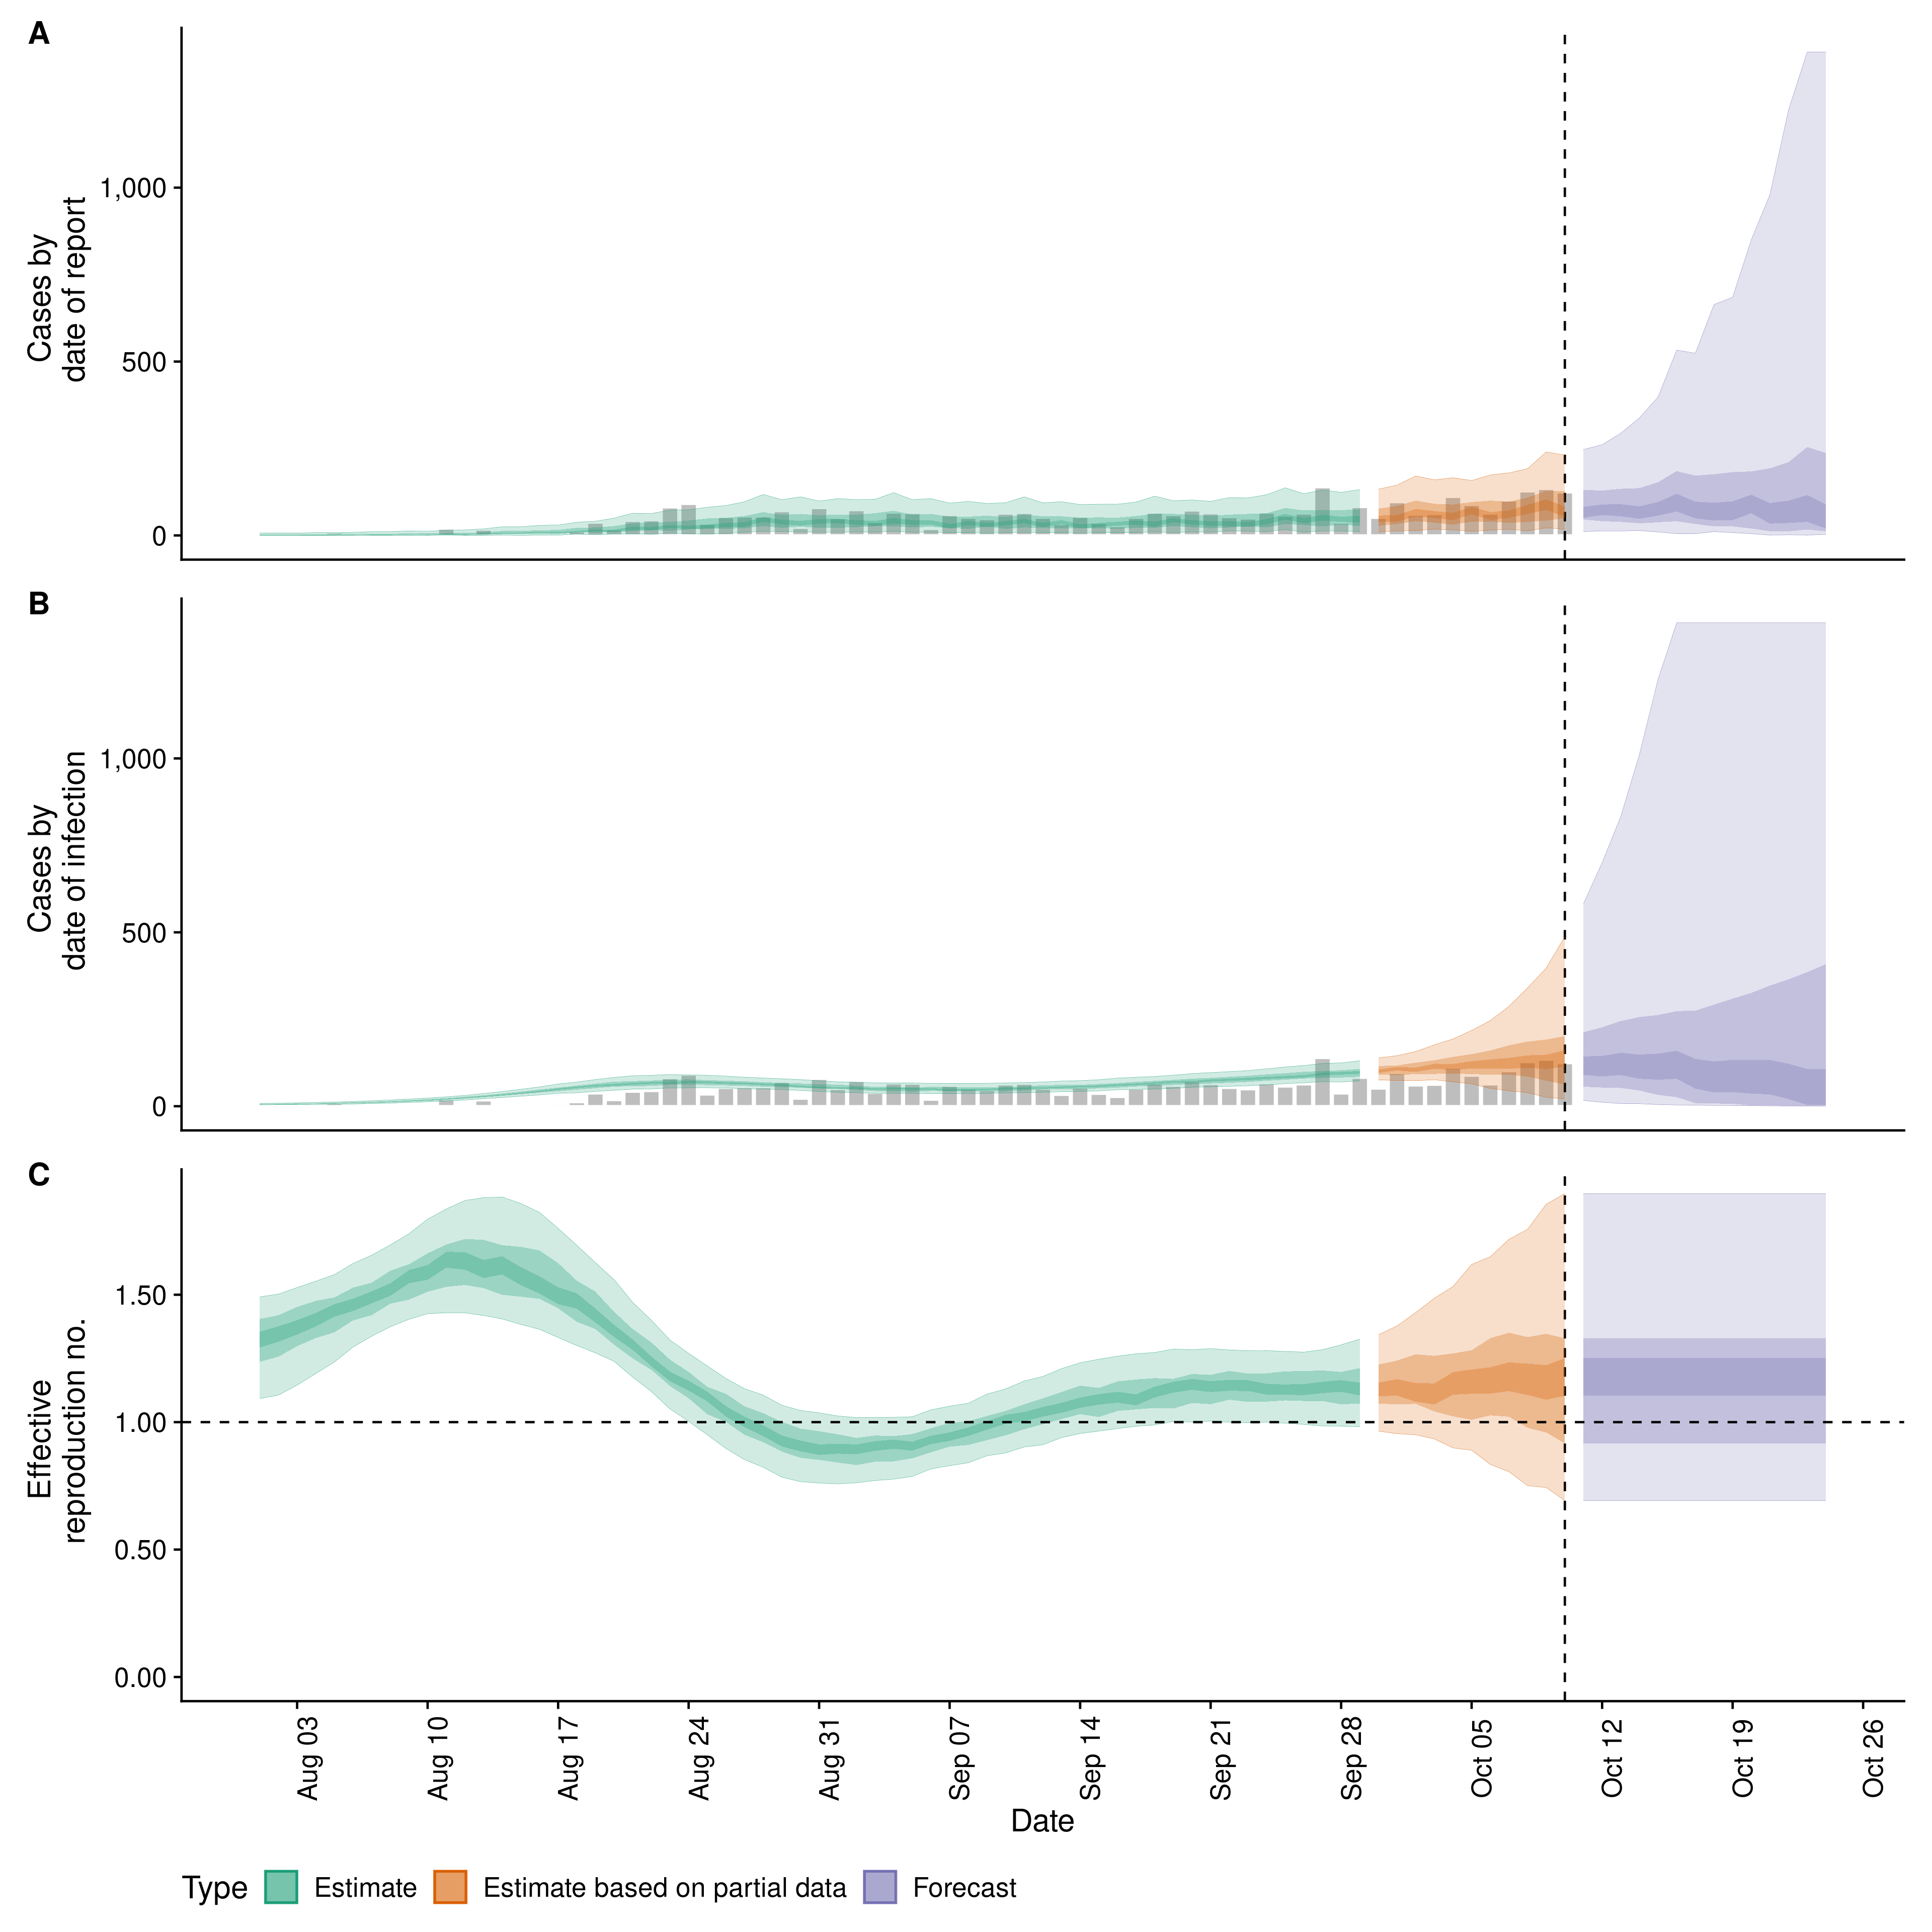 A
Cases by
date of report
1,000
500
0
B
Cases by
date of infection
1,000
500
0
C
Effective
reproduction no.
1.50
1.00
0.50
0.00
Aug 03
Aug 10
Aug 17
Aug 24
Aug 31
Sep 07
Sep 14
Sep 21
Sep 28
Oct 05
Oct 12
Oct 19
Oct 26
Date
Type Estimate Estimate based on partial data Forecast